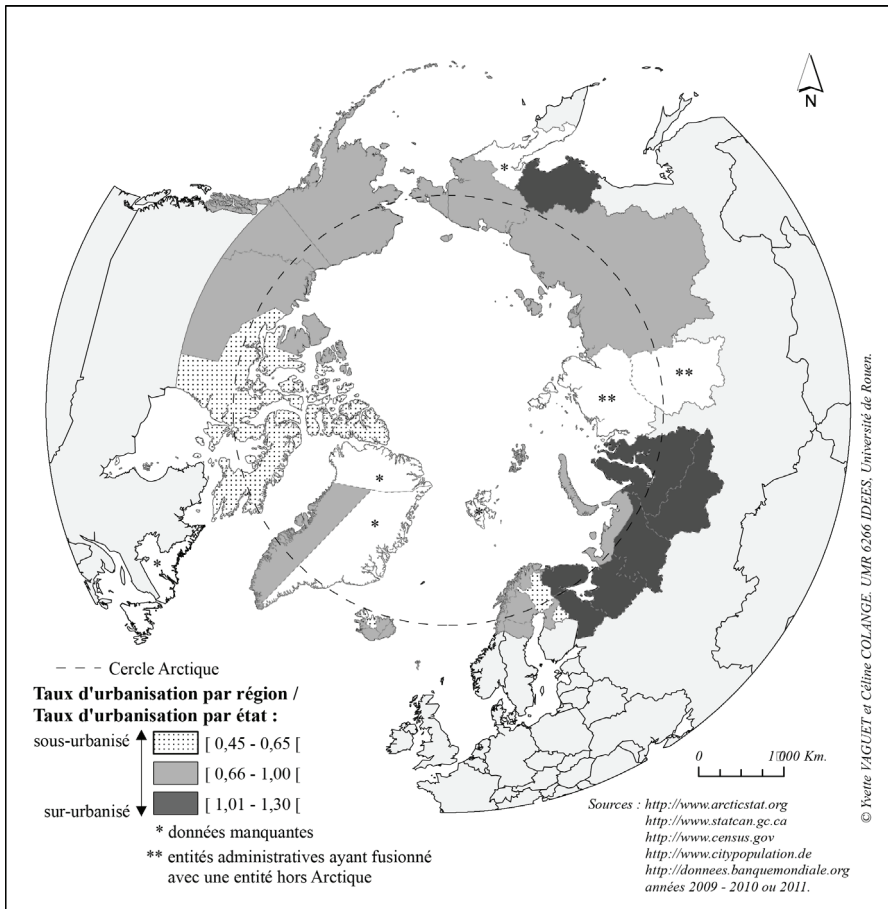 N
*
**
**
*
*
*
*
— — — Cercle Arctique
Taux d'urbanisation par région /
Taux d'urbanisation par état :
sous-urbanisé
[ 0,45 - 0,65 [
[ 0,66 - 1,00 [
sur-urbanisé
[ 1,01 - 1,30 [
* données manquantes
** entités administratives ayant fusionné
avec une entité hors Arctique
0 1 000 Km.
Sources : http://www.arcticstat.org
http://www.statcan.gc.ca
http://www.census.gov
http://www.citypopulation.de
http://donnees.banquemondiale.org
années 2009 - 2010 ou 2011.
© Yvette VAGUET et Céline COLANGE. UMR 6266 IDEES, Université de Rouen.